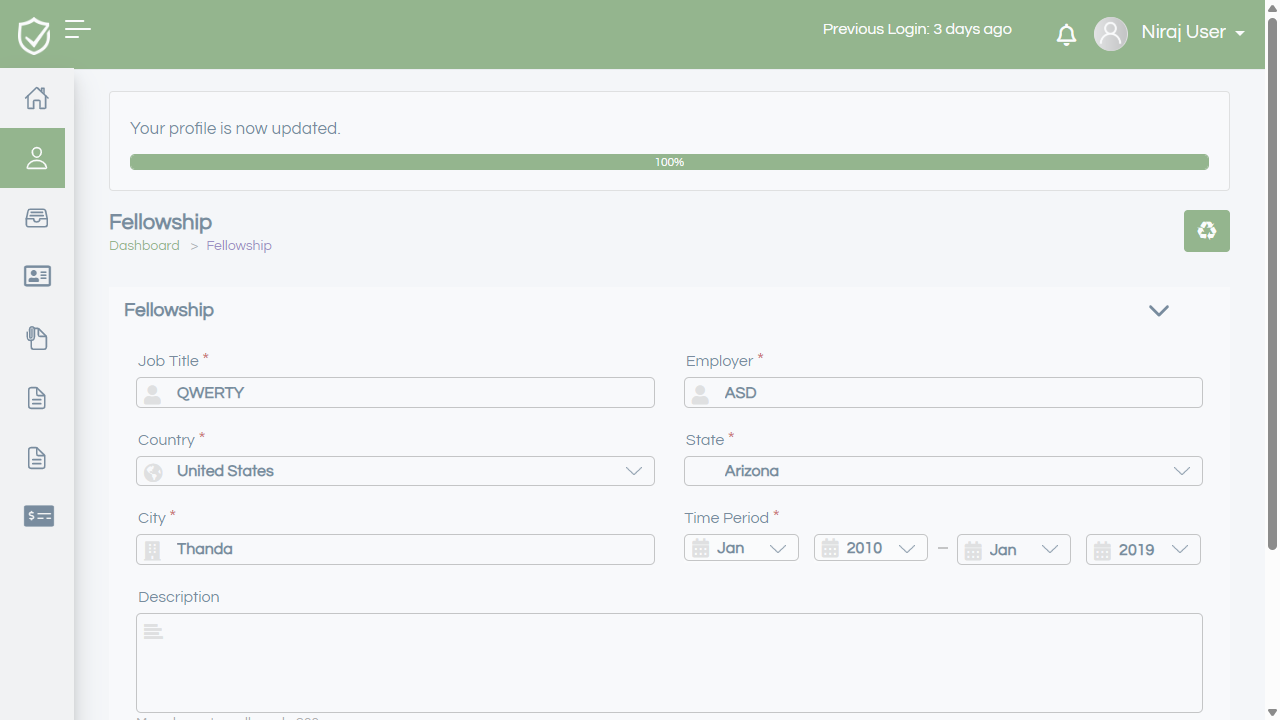 Previous Login: 3 days ago
Niraj User
Your profile is now updated.
100%
Fellowship
Dashboard > Fellowship
Fellowship
Job Title *
Employer *
QWERTY
ASD
Country *
State *
United States
Arizona
City *
Time Period *
Thanda
Jan 2010 – Jan 2019
Description